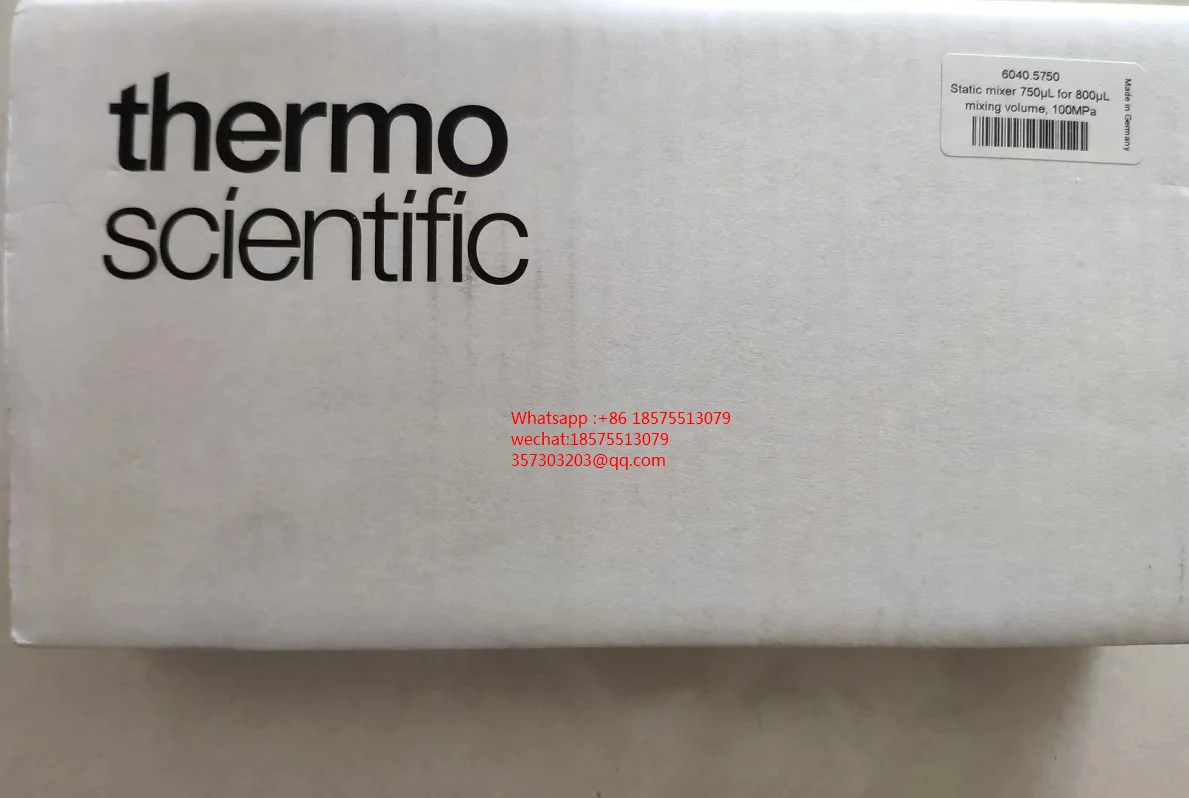 thermo
scientific
6040.5750
Static mixer 750µL for 800µL
mixing volume, 100MPa
Made in Germany
Whatsapp :+86 18575513079
wechat:18575513079
357303203@qq.com